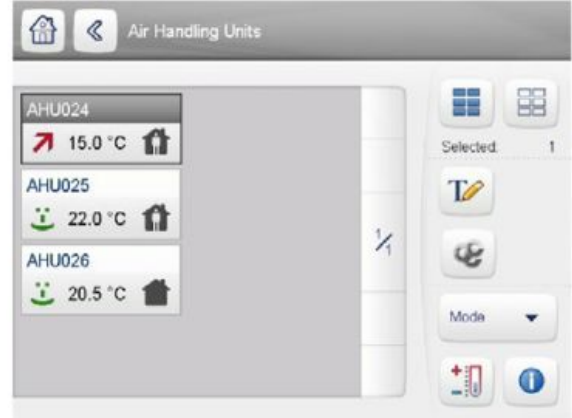 Air Handling Units
AHU024
15.0 °C
AHU025
22.0 °C
AHU026
20.5 °C
1/1
Selected: 1
T
Mode